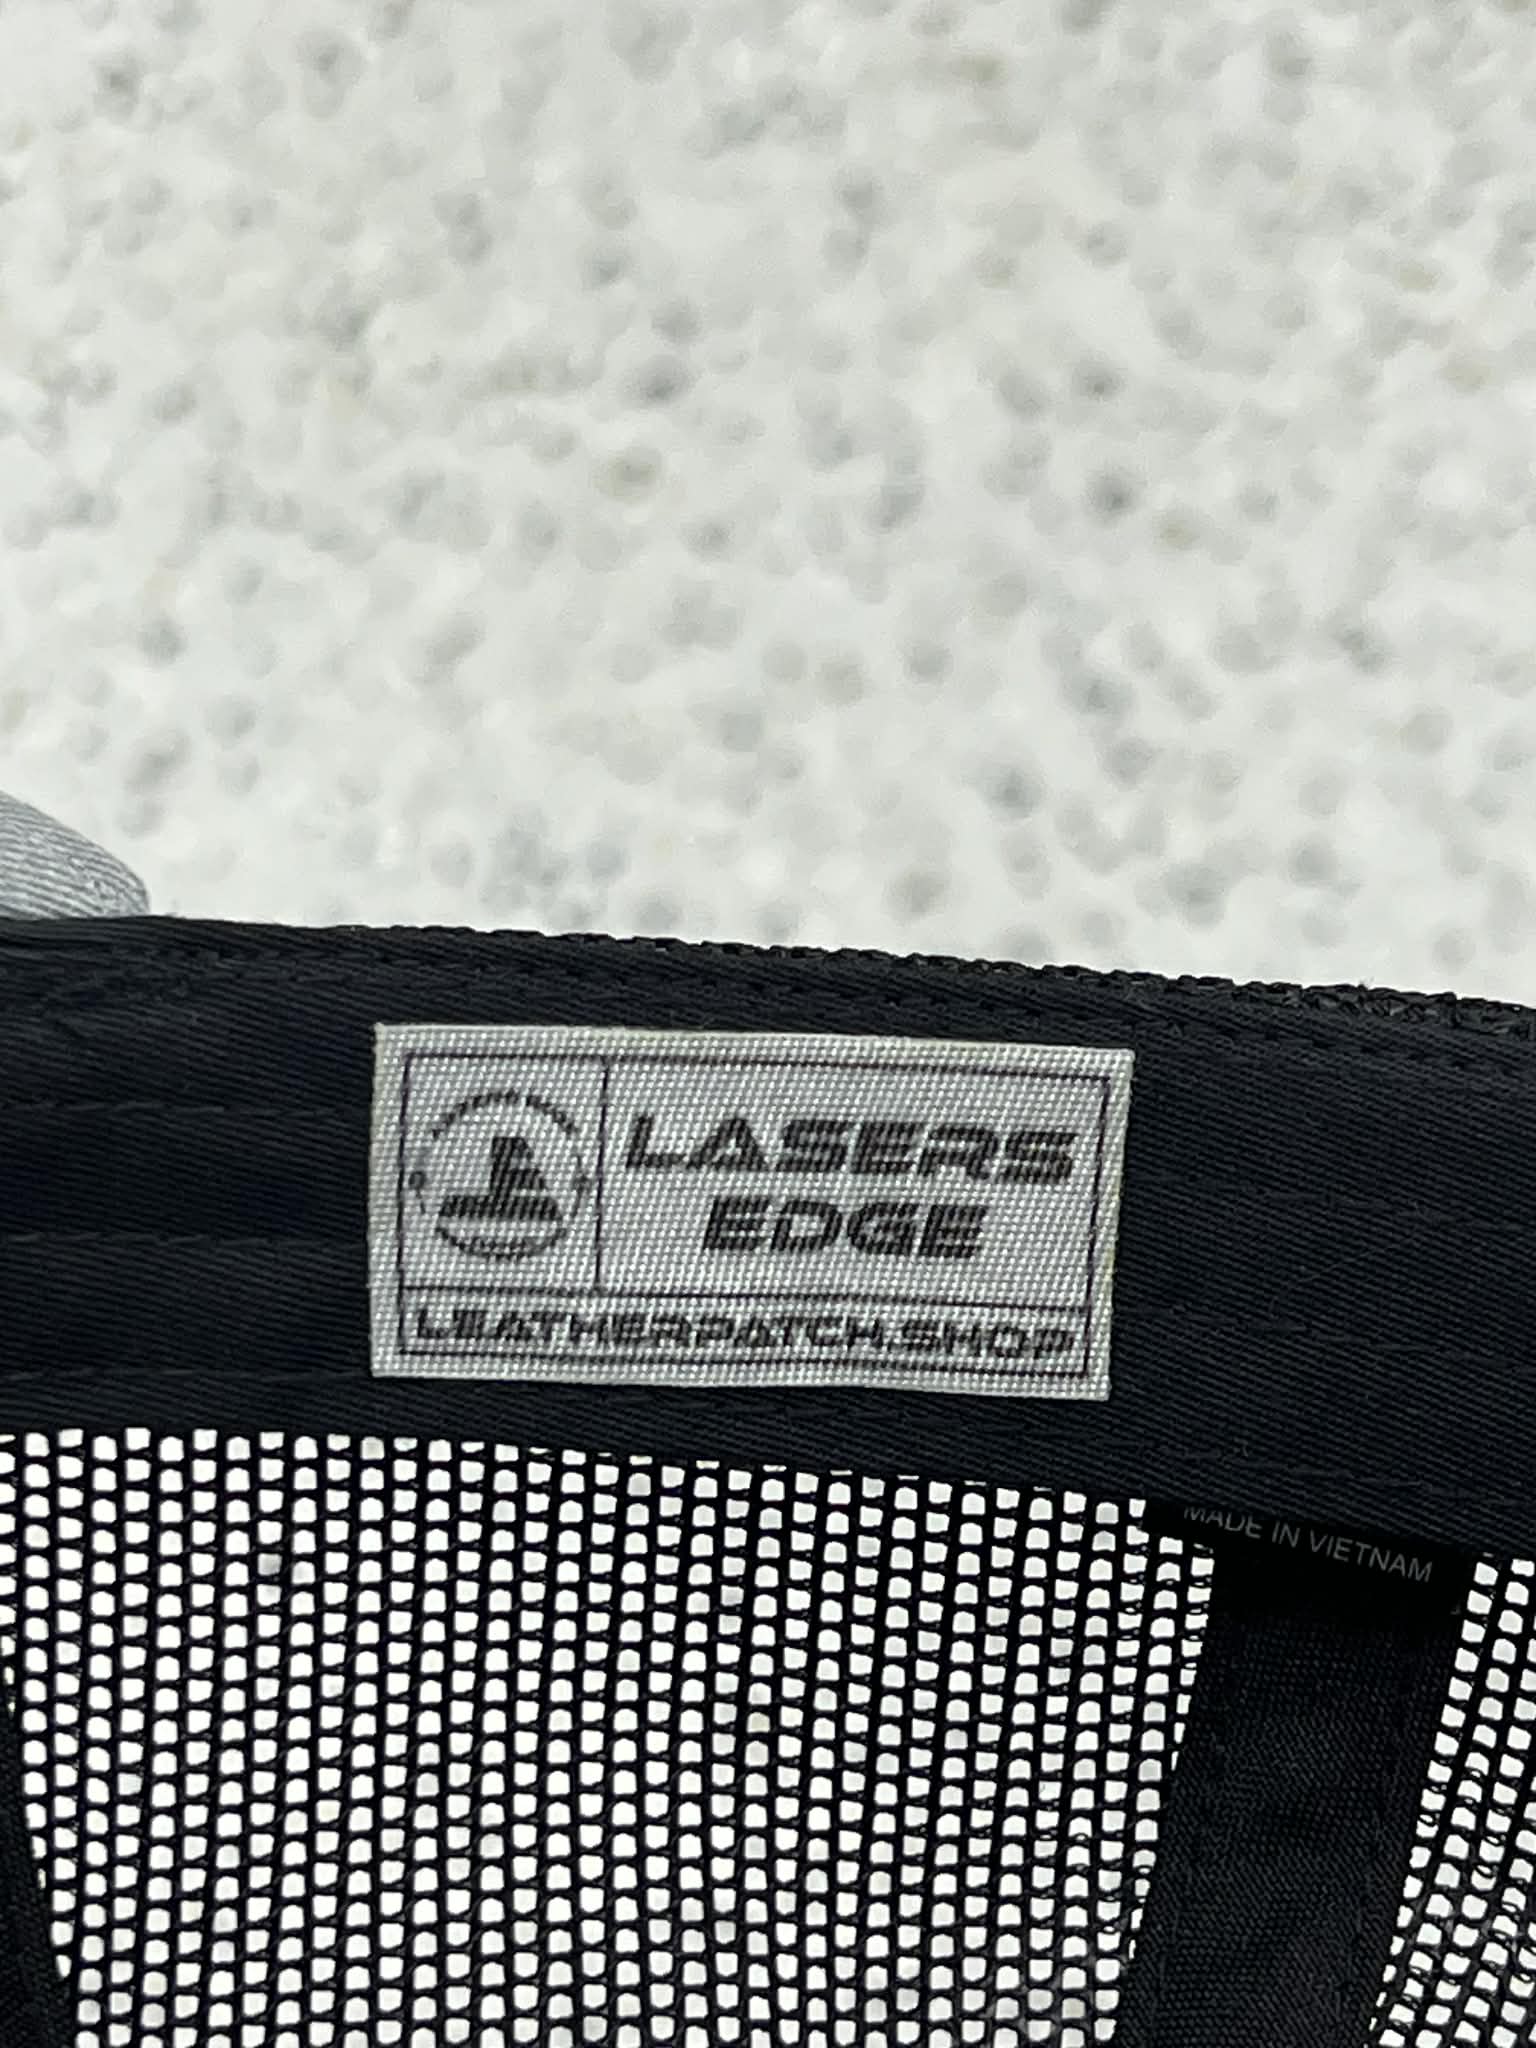 LASERS
EDGE
LEATHERPATCH.SHOP
MADE IN VIETNAM